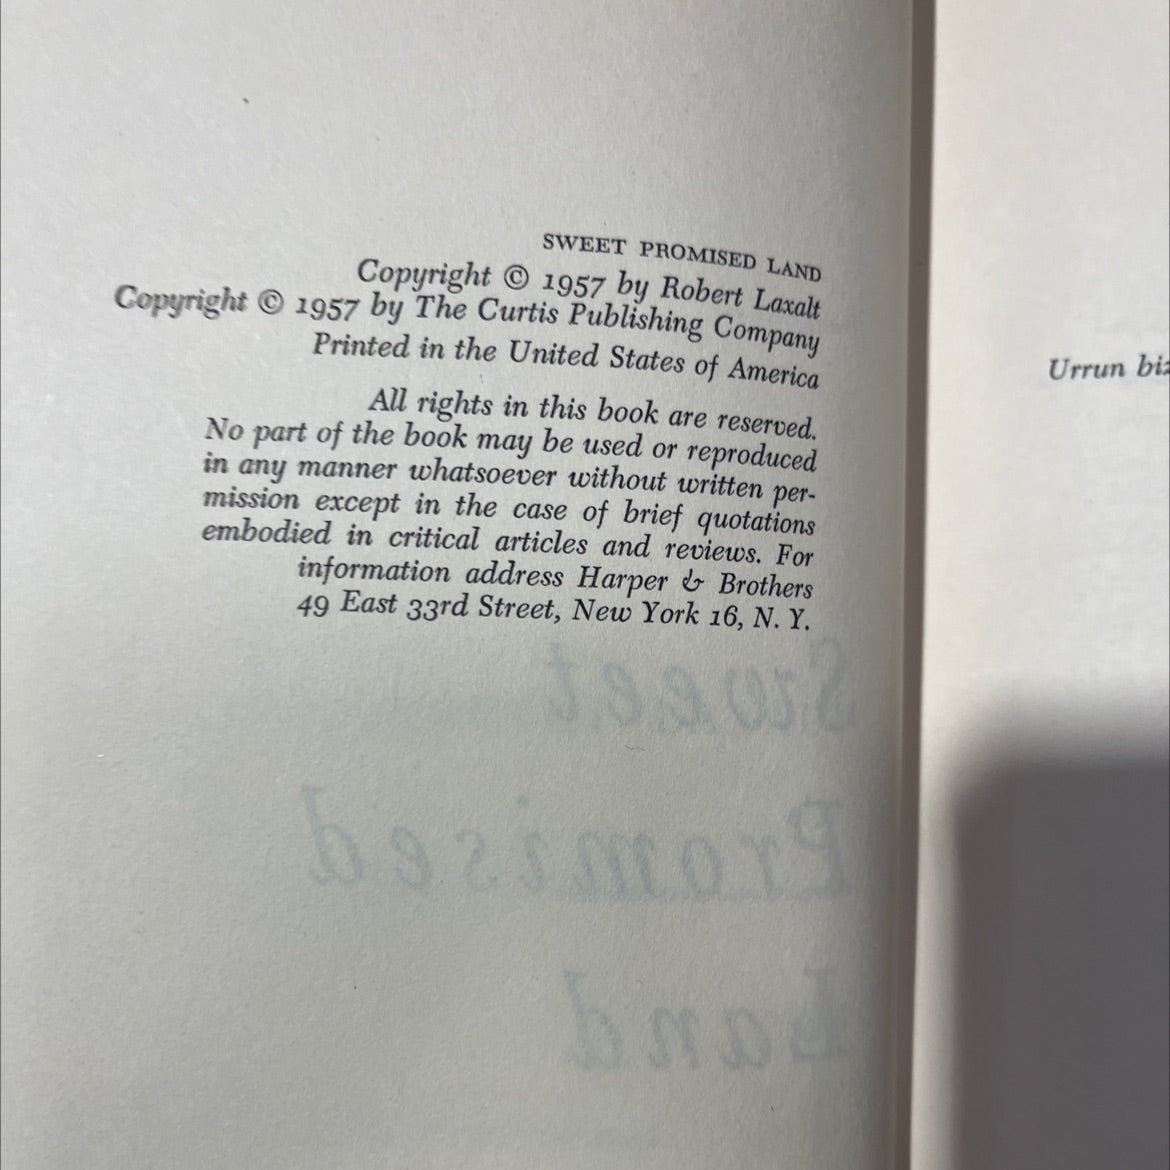 SWEET PROMISED LAND
Copyright © 1957 by Robert Laxalt
Copyright © 1957 by The Curtis Publishing Company
Printed in the United States of America
All rights in this book are reserved.
No part of the book may be used or reproduced
in any manner whatsoever without written per-
mission except in the case of brief quotations
embodied in critical articles and reviews. For
information address Harper & Brothers
49 East 33rd Street, New York 16, N. Y.
Sweet
Promised
Land
Urrun